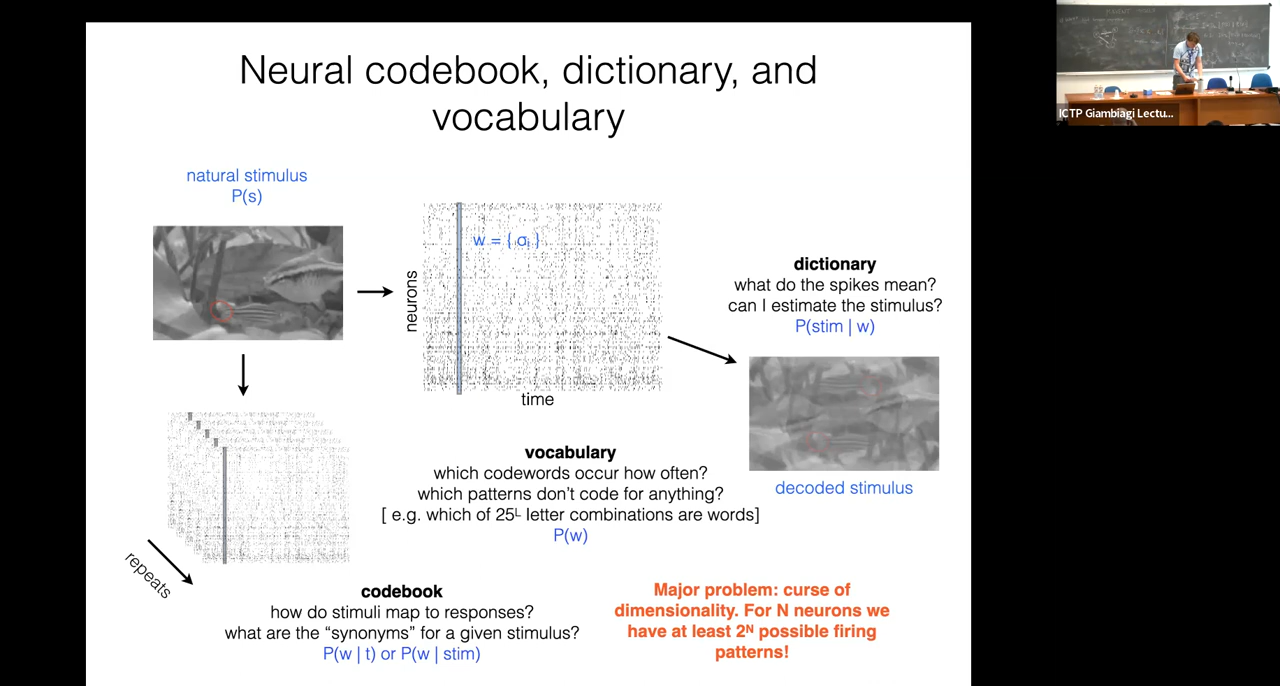 Neural codebook, dictionary, and
vocabulary
natural stimulus
P(s)
w = { σᵢ }
neurons
time
dictionary
what do the spikes mean?
can I estimate the stimulus?
P(stim | w)
decoded stimulus
vocabulary
which codewords occur how often?
which patterns don't code for anything?
[ e.g. which of 25ᴸ letter combinations are words]
P(w)
repeats
codebook
how do stimuli map to responses?
what are the “synonyms” for a given stimulus?
P(w | t) or P(w | stim)
Major problem: curse of
dimensionality. For N neurons we
have at least 2ᴺ possible firing
patterns!
ICTP Giambiagi Lectu...